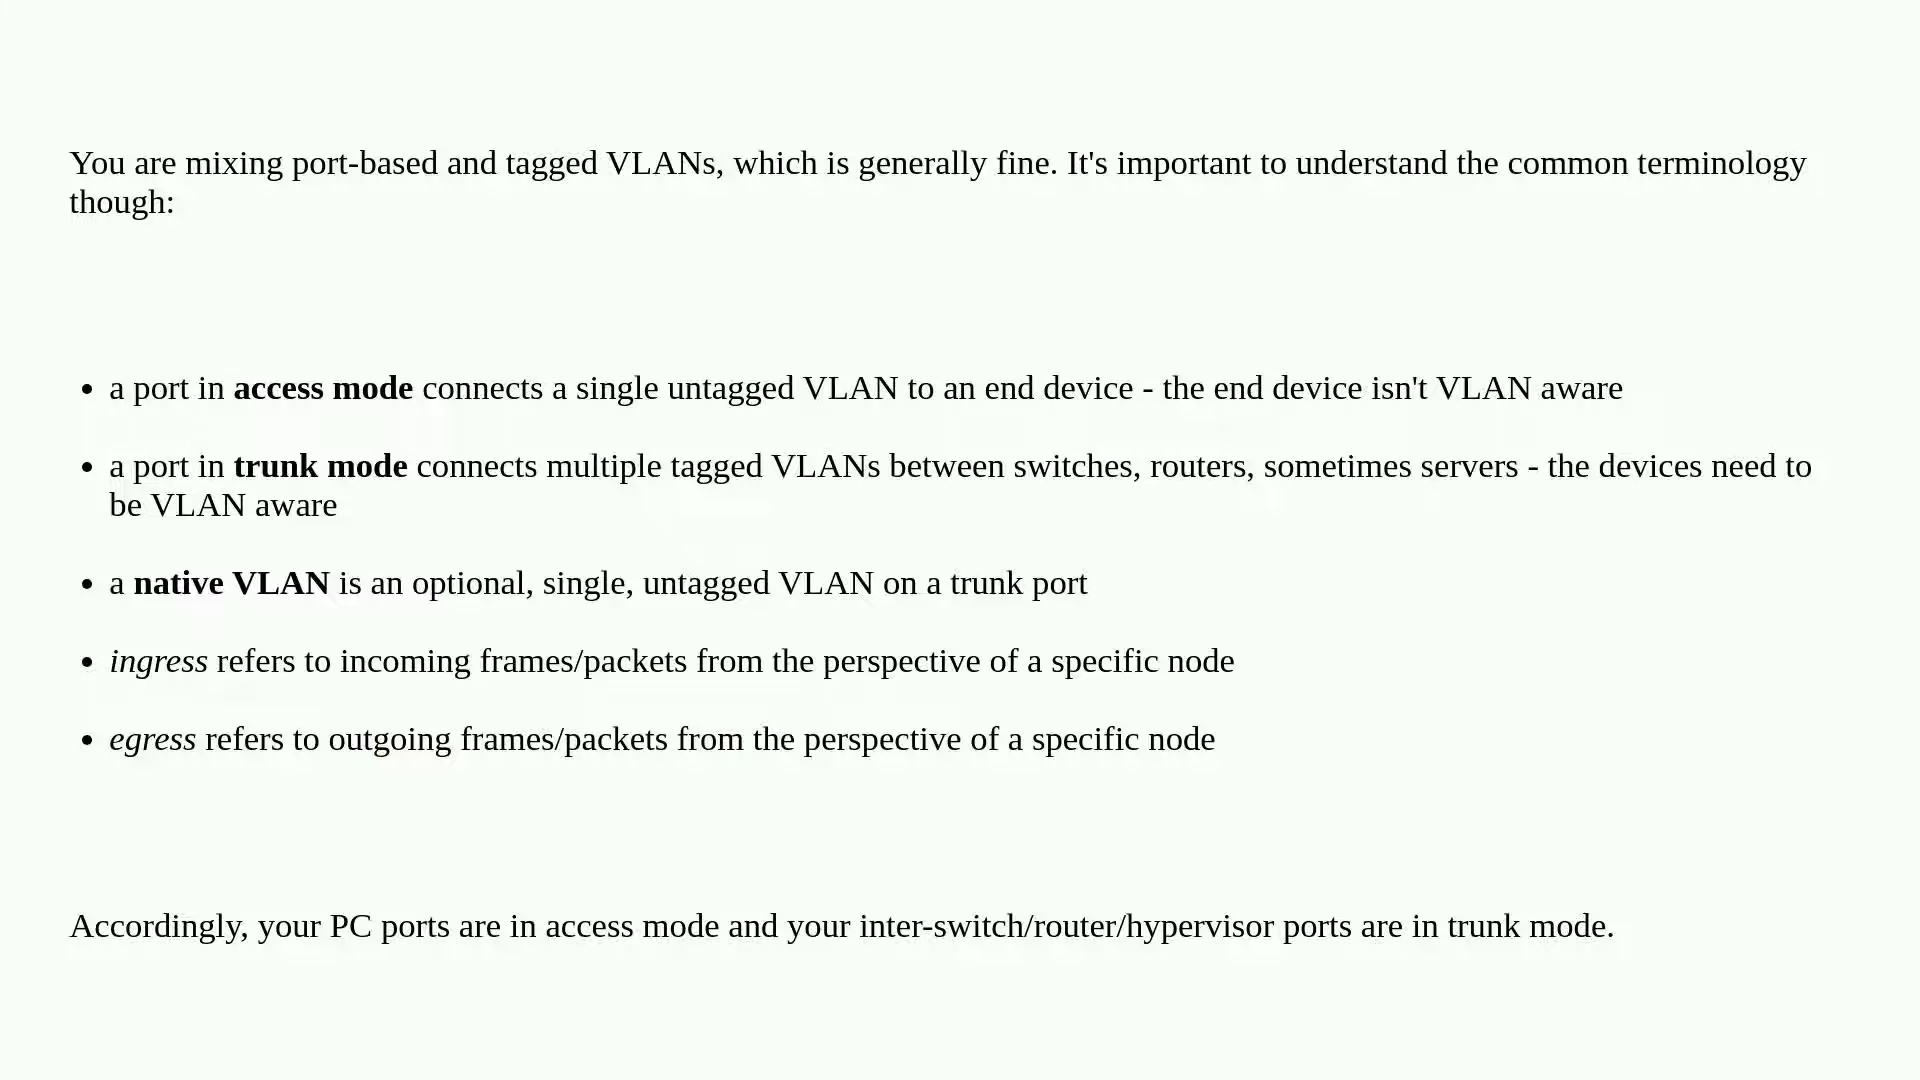 You are mixing port-based and tagged VLANs, which is generally fine. It's important to understand the common terminology
though:
• a port in access mode connects a single untagged VLAN to an end device - the end device isn't VLAN aware
• a port in trunk mode connects multiple tagged VLANs between switches, routers, sometimes servers - the devices need to
be VLAN aware
• a native VLAN is an optional, single, untagged VLAN on a trunk port
• ingress refers to incoming frames/packets from the perspective of a specific node
• egress refers to outgoing frames/packets from the perspective of a specific node
Accordingly, your PC ports are in access mode and your inter-switch/router/hypervisor ports are in trunk mode.